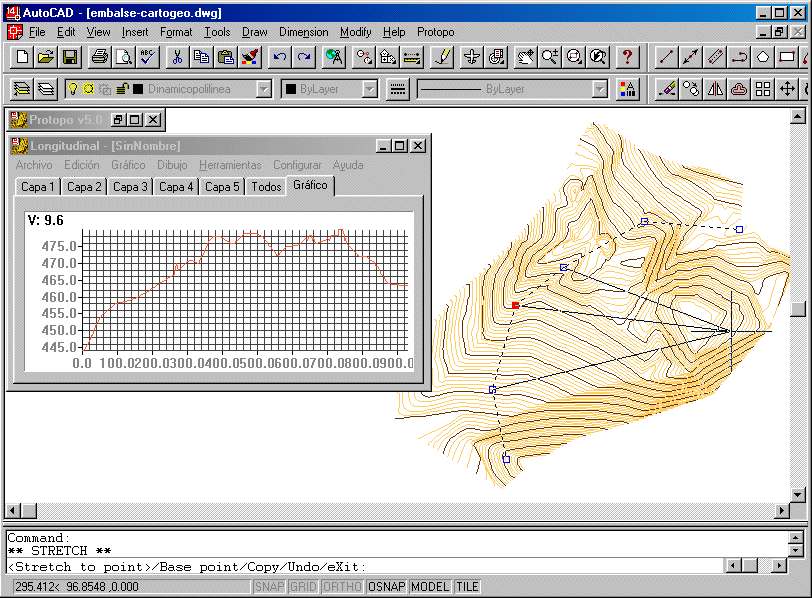 AutoCAD - [embalse-cartogeo.dwg]
File Edit View Insert Format Tools Draw Dimension Modify Help Protopo
Dinamicopolilinea ByLayer ByLayer
Protopo v5.0
Longitudinal - [SinNombre]
Archivo Edición Gráfico Dibujo Herramientas Configurar Ayuda
Capa 1 Capa 2 Capa 3 Capa 4 Capa 5 Todos Gráfico
V: 9.6
475.0
470.0
465.0
460.0
455.0
450.0
445.0
0.0 100.0200.0300.0400.0500.0600.0700.0800.0900.0
Command:
** STRETCH **
<Stretch to point>/Base point/Copy/Undo/eXit:
295.412< 96.8548 ,0.000 SNAP GRID ORTHO OSNAP MODEL TILE